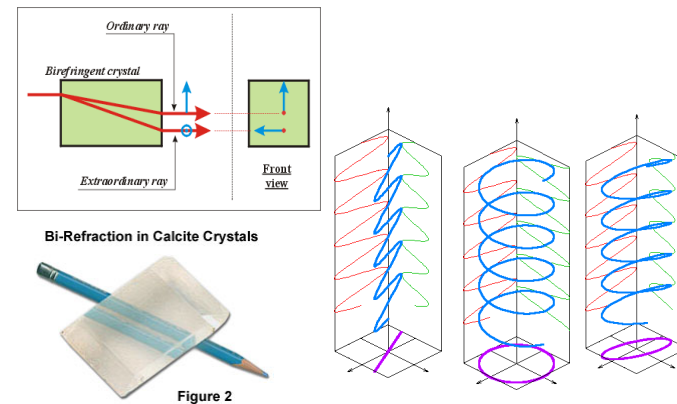 Ordinary ray
Birefringent crystal
Extraordinary ray
Front
view
Bi-Refraction in Calcite Crystals
Figure 2